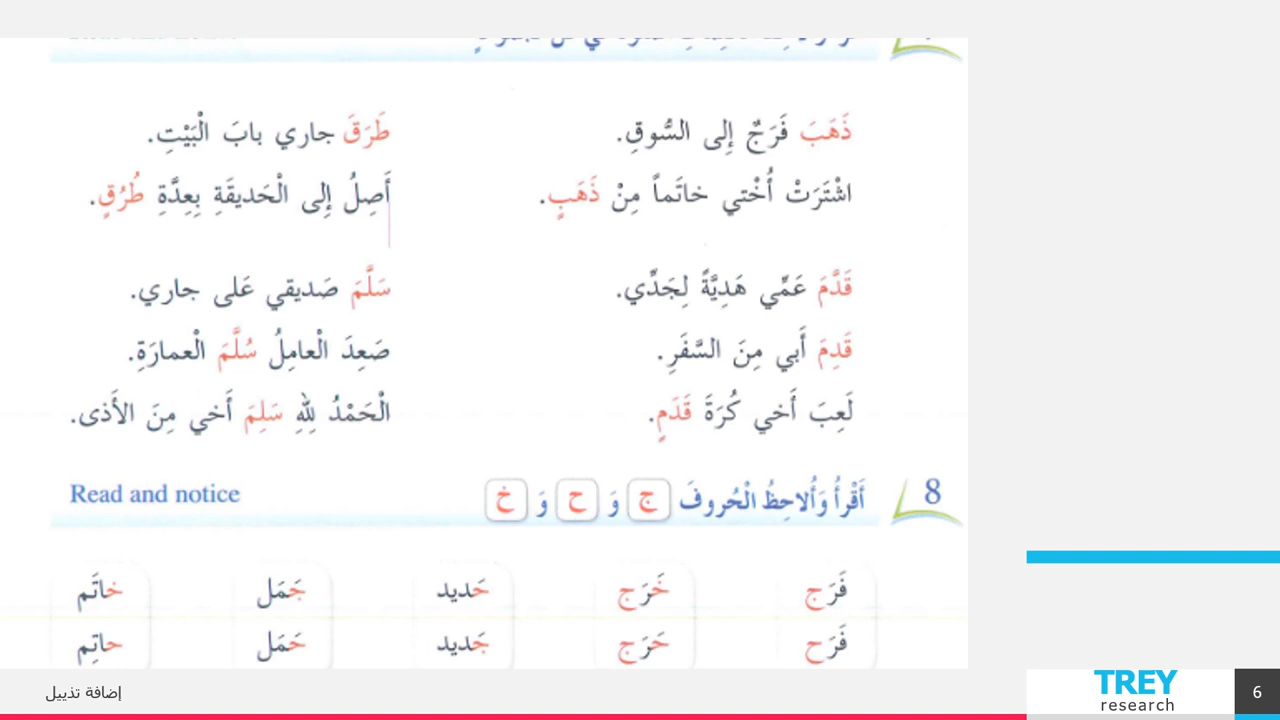 ذَهَبَ فَرَجٌ إِلى السُّوقِ.
اشْتَرَتْ أُخْتي خاتَماً مِنْ ذَهَبٍ.
طَرَقَ جاري بابَ الْبَيْتِ.
أَصِلُ إِلى الْحَديقَةِ بِعِدَّةِ طُرُقٍ.
قَدَّمَ عَمِّي هَدِيَّةً لِجَدِّي.
قَدِمَ أَبي مِنَ السَّفَرِ.
لَعِبَ أَخي كُرَةَ قَدَمٍ.
سَلَّمَ صَديقي عَلى جاري.
صَعِدَ الْعامِلُ سُلَّمَ الْعمارَةِ.
الْحَمْدُ لِلهِ سَلِمَ أَخي مِنَ الأَذى.
8 أَقْرَأُ وَأُلاحِظُ الْحُروفَ ج وَ ح وَ خ
Read and notice
فَرَج خَرَج حَديد جَمَل خاتَم
فَرَح حَرَج جَديد حَمَل حاتِم
إضافة تذييل
TREY
research
6